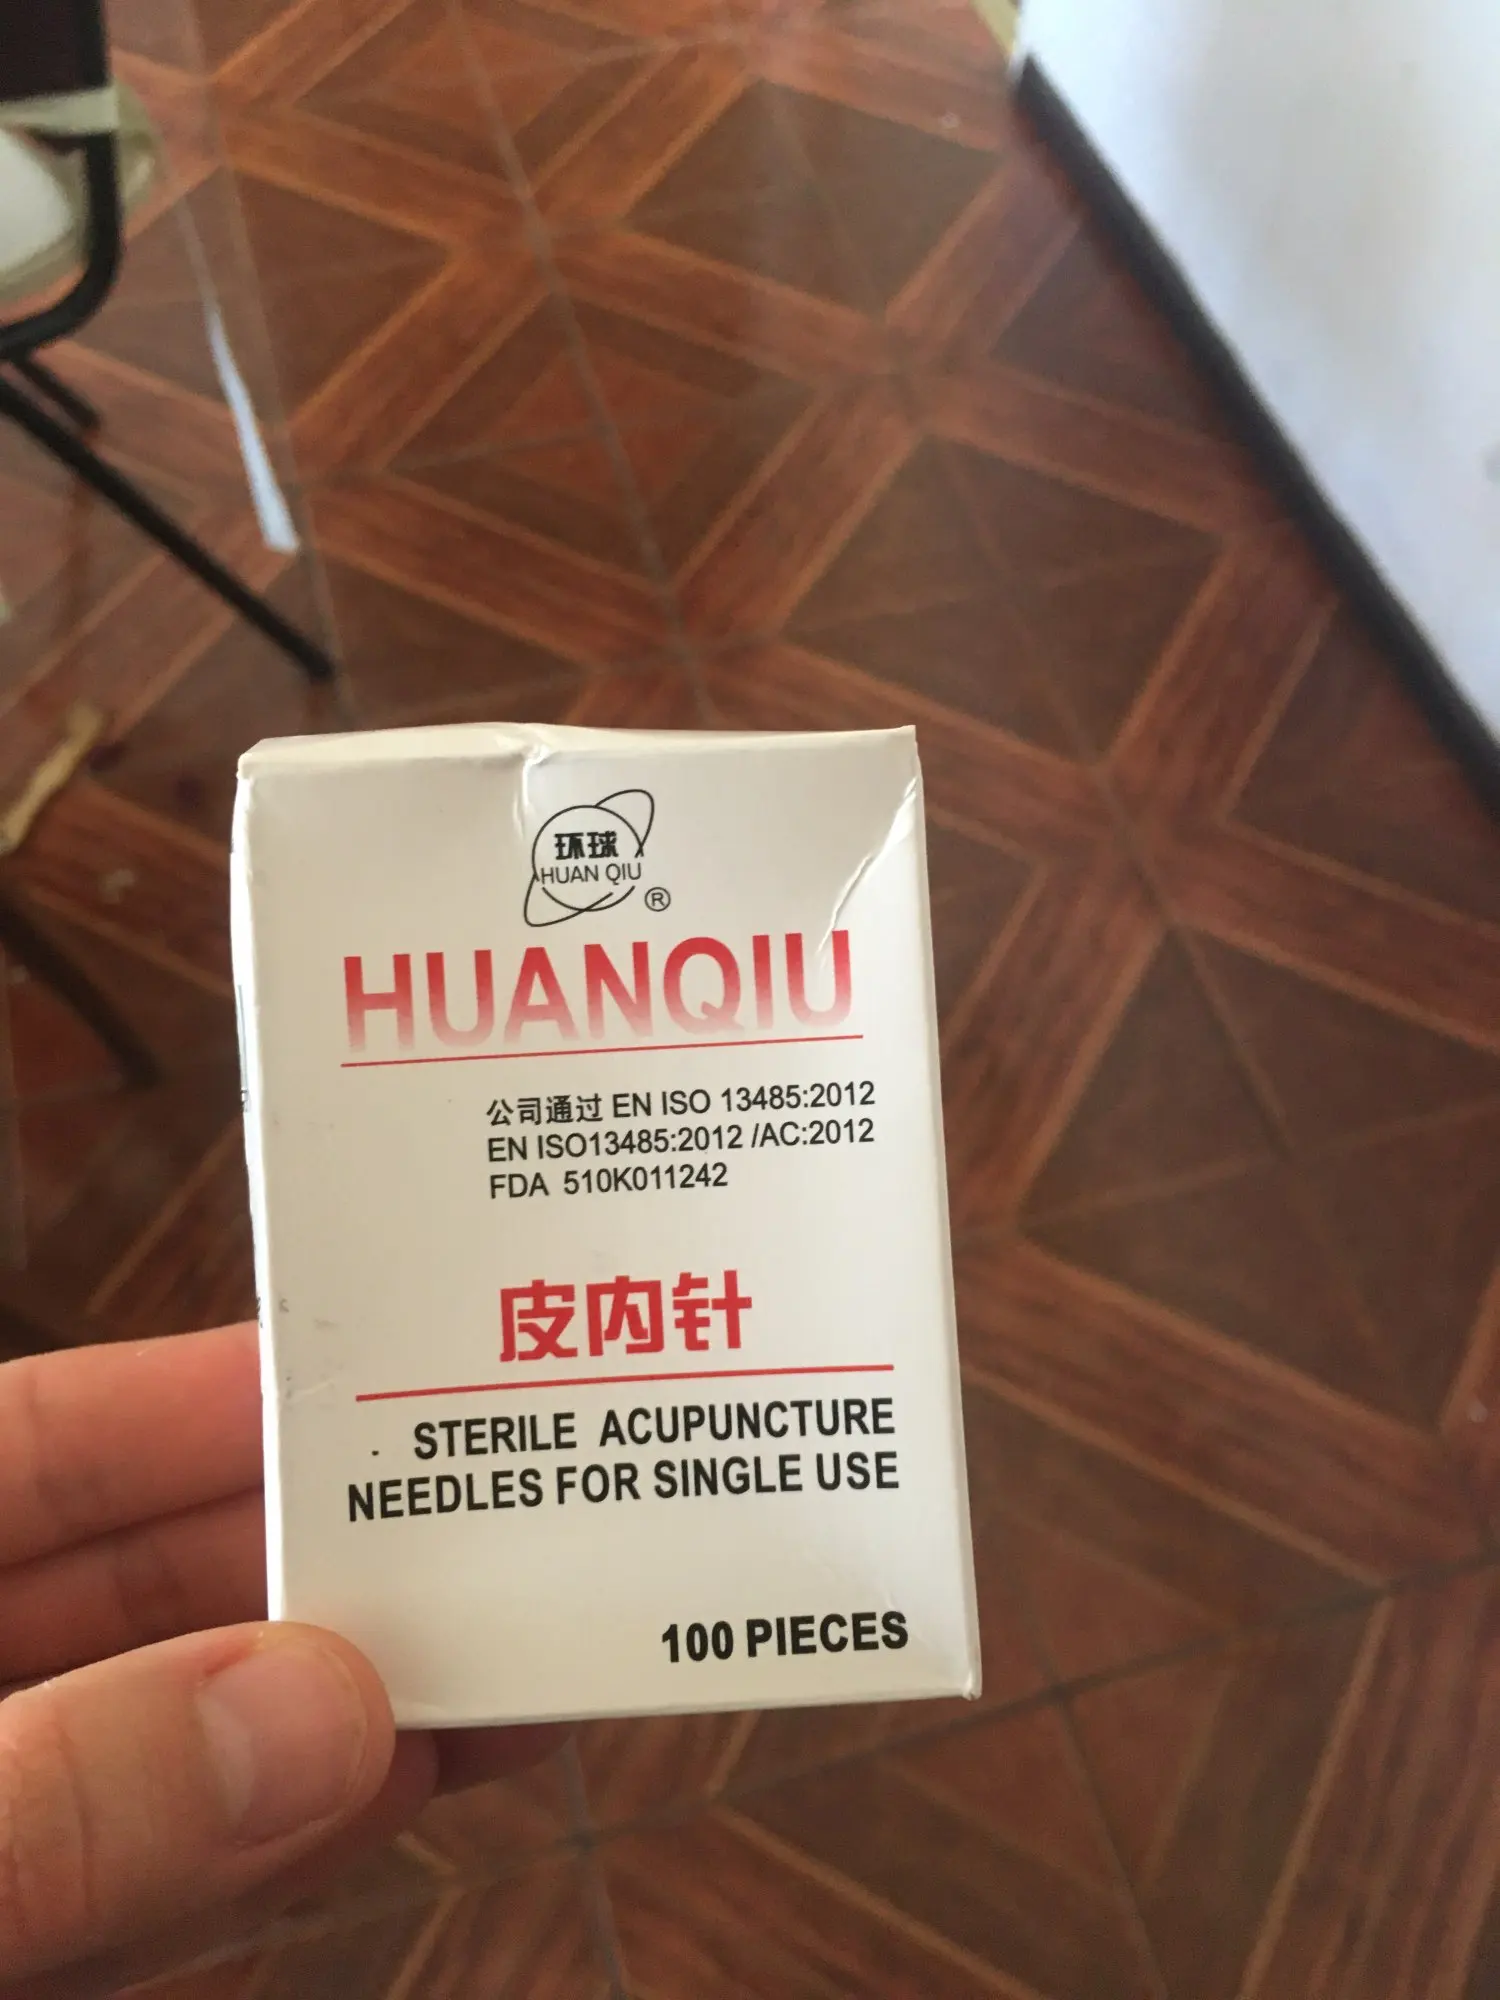 环球
HUAN QIU
®
HUANQIU
公司通过 EN ISO 13485:2012
EN ISO13485:2012 /AC:2012
FDA 510K011242
皮内针
STERILE ACUPUNCTURE
NEEDLES FOR SINGLE USE
100 PIECES